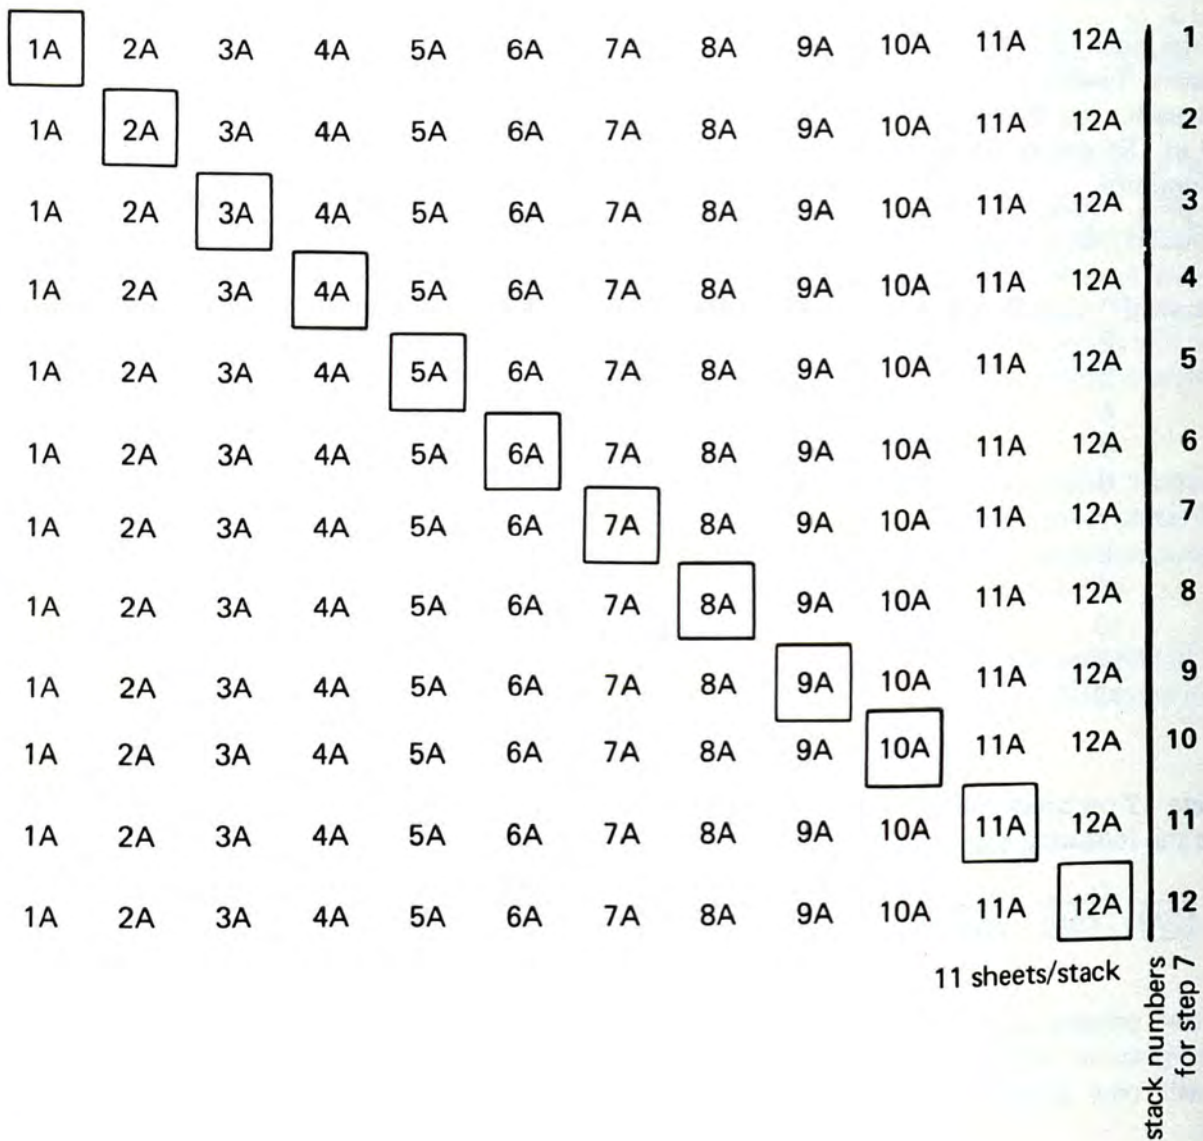 1A 2A 3A 4A 5A 6A 7A 8A 9A 10A 11A 12A 1
1A 2A 3A 4A 5A 6A 7A 8A 9A 10A 11A 12A 2
1A 2A 3A 4A 5A 6A 7A 8A 9A 10A 11A 12A 3
1A 2A 3A 4A 5A 6A 7A 8A 9A 10A 11A 12A 4
1A 2A 3A 4A 5A 6A 7A 8A 9A 10A 11A 12A 5
1A 2A 3A 4A 5A 6A 7A 8A 9A 10A 11A 12A 6
1A 2A 3A 4A 5A 6A 7A 8A 9A 10A 11A 12A 7
1A 2A 3A 4A 5A 6A 7A 8A 9A 10A 11A 12A 8
1A 2A 3A 4A 5A 6A 7A 8A 9A 10A 11A 12A 9
1A 2A 3A 4A 5A 6A 7A 8A 9A 10A 11A 12A 10
1A 2A 3A 4A 5A 6A 7A 8A 9A 10A 11A 12A 11
1A 2A 3A 4A 5A 6A 7A 8A 9A 10A 11A 12A 12
11 sheets/stack
stack numbers
for step 7